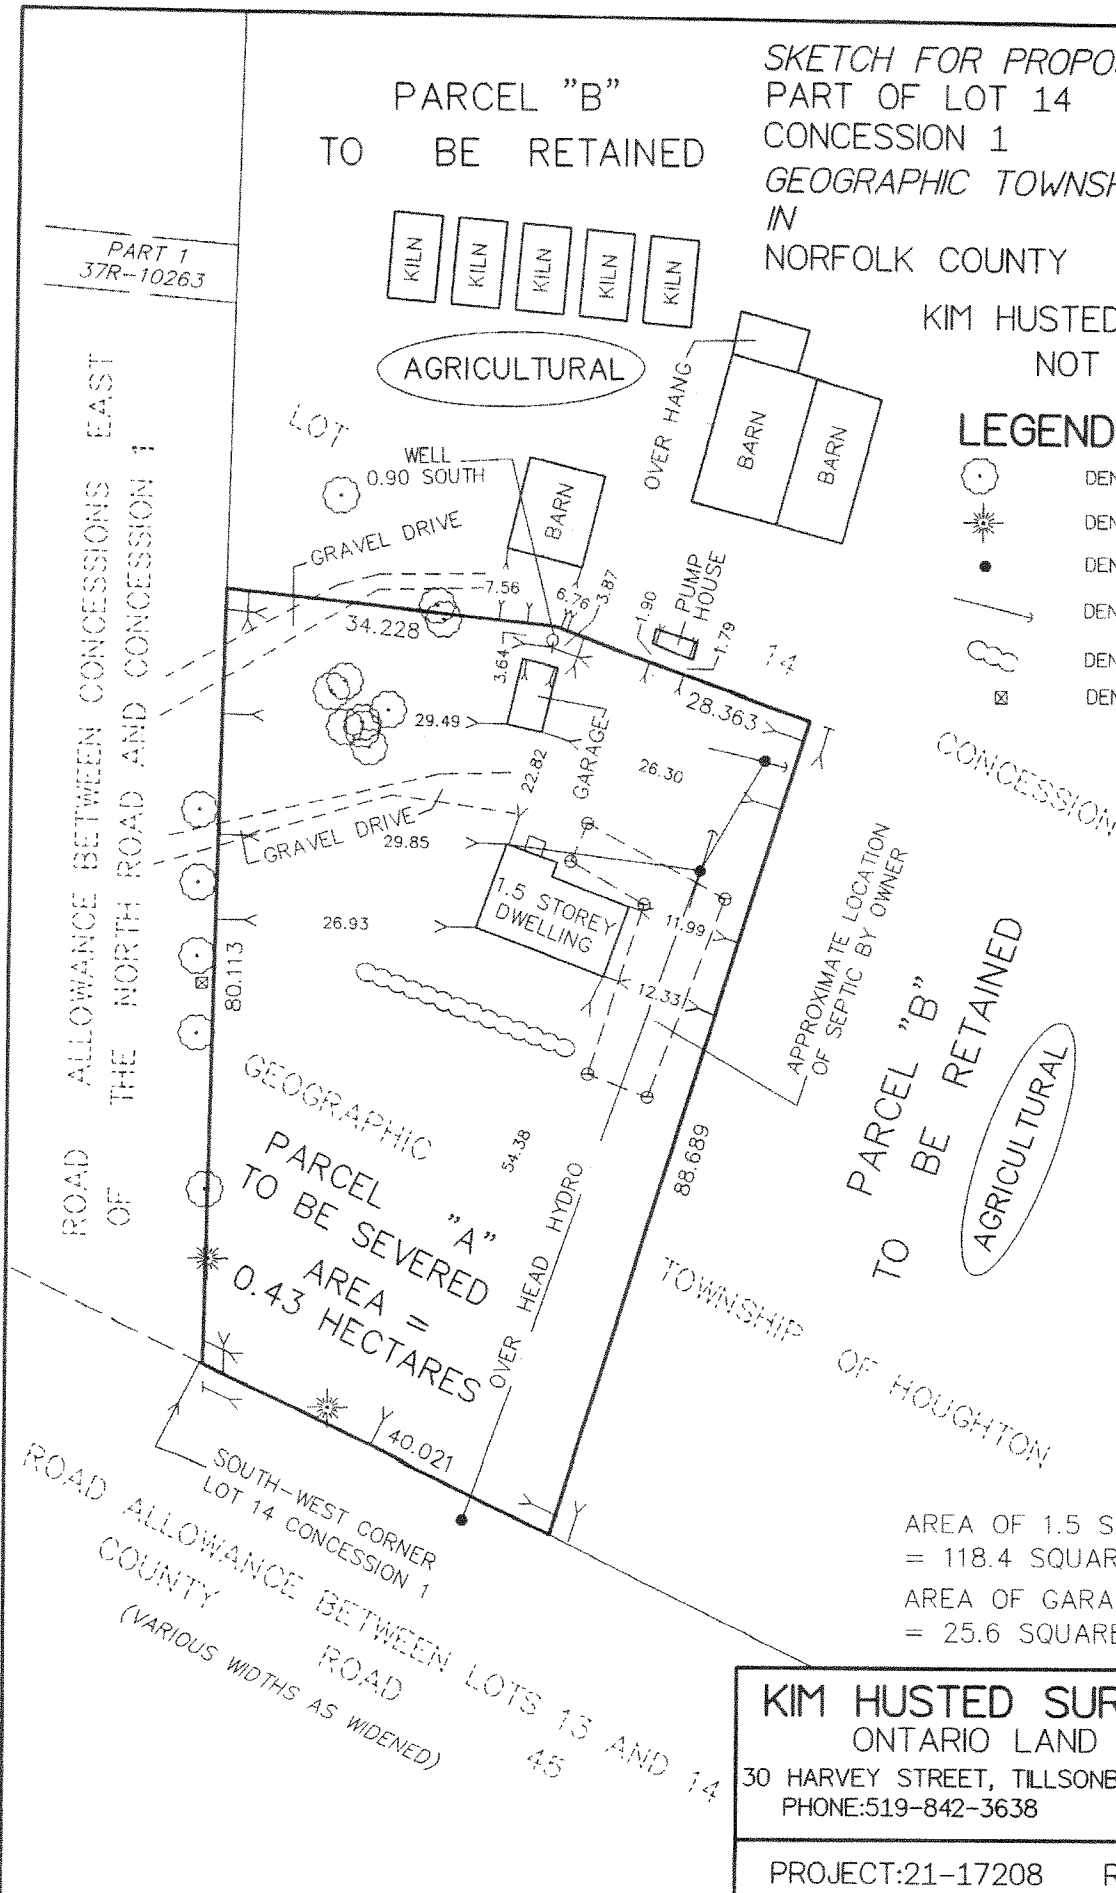 SKETCH FOR PROPO
PART OF LOT 14
CONCESSION 1
GEOGRAPHIC TOWNSH
IN
NORFOLK COUNTY
KIM HUSTED
NOT
PARCEL "B"
TO BE RETAINED
PART 1
37R-10263
KILN
KILN
KILN
KILN
KILN
AGRICULTURAL
OVER HANG
BARN
BARN
LOT
WELL
0.90 SOUTH
BARN
GRAVEL DRIVE
LEGEND
DEN
DEN
DEN
DEN
DEN
DEN
7.56
6.76
3.87
1.90
PUMP
HOUSE
1.79
34.228
3.64
14
28.363
29.49
GARAGE
22.82
26.30
CONCESSION
GRAVEL DRIVE
29.85
1.5 STOREY
DWELLING
11.99
26.93
12.33
80.113
APPROXIMATE LOCATION
OF SEPTIC BY OWNER
ROAD ALLOWANCE BETWEEN CONCESSIONS EAST
OF THE NORTH ROAD AND CONCESSION 1
PARCEL "B"
TO BE RETAINED
AGRICULTURAL
GEOGRAPHIC
54.38
88.689
PARCEL "A"
TO BE SEVERED
AREA =
0.43 HECTARES
OVER HEAD HYDRO
TOWNSHIP OF HOUGHTON
40.021
SOUTH-WEST CORNER
LOT 14 CONCESSION 1
ROAD ALLOWANCE BETWEEN LOTS 13 AND 14
COUNTY ROAD 45
(VARIOUS WIDTHS AS WIDENED)
AREA OF 1.5 S
= 118.4 SQUAR
AREA OF GARA
= 25.6 SQUARE
KIM HUSTED SUR
ONTARIO LAND
30 HARVEY STREET, TILLSONB
PHONE:519-842-3638
PROJECT:21-17208 R